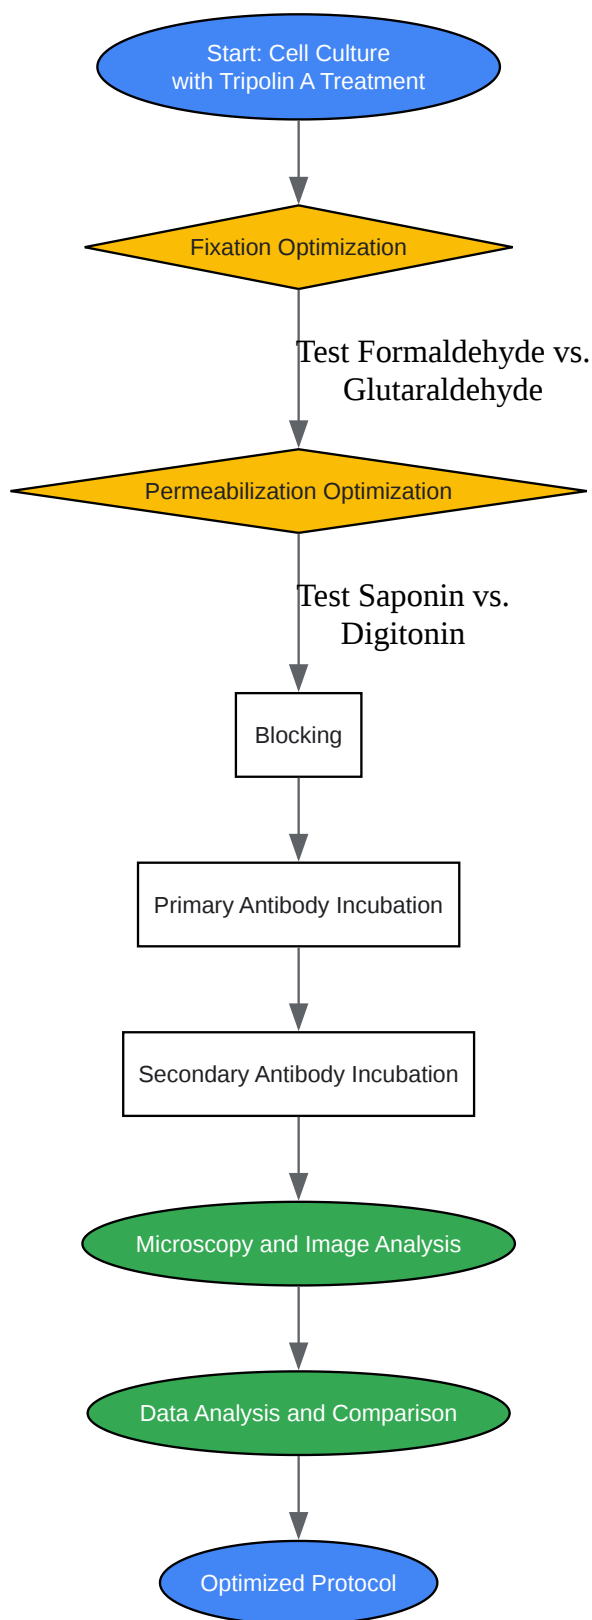 Start: Cell Culture
with Tripolin A Treatment
Fixation Optimization
Test Formaldehyde vs.
Glutaraldehyde
Permeabilization Optimization
Test Saponin vs.
Digitonin
Blocking
Primary Antibody Incubation
Secondary Antibody Incubation
Microscopy and Image Analysis
Data Analysis and Comparison
Optimized Protocol